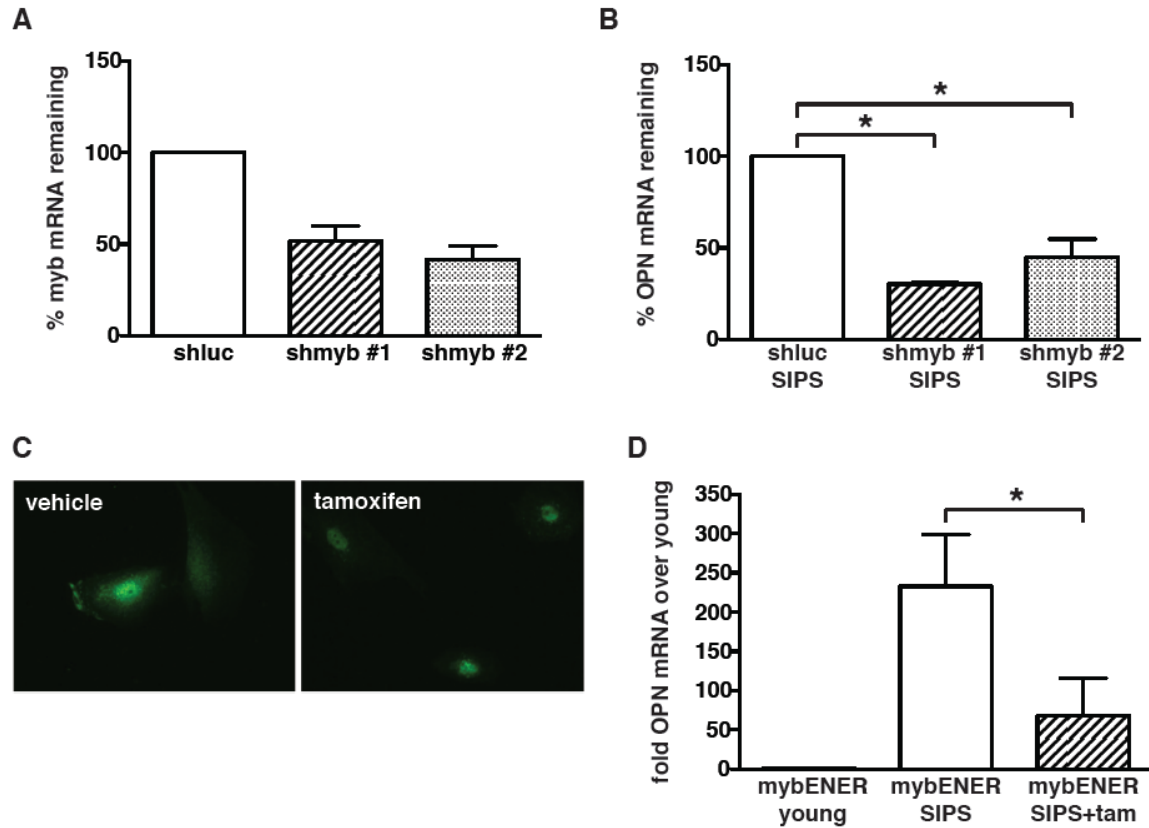 A
% myb mRNA remaining
150
100
50
0
shluc
shmyb #1
shmyb #2
B
% OPN mRNA remaining
150
100
50
0
*
*
shluc
SIPS
shmyb #1
SIPS
shmyb #2
SIPS
C
vehicle
tamoxifen
D
fold OPN mRNA over young
350
300
250
200
150
100
50
0
*
mybENER
young
mybENER
SIPS
mybENER
SIPS+tam